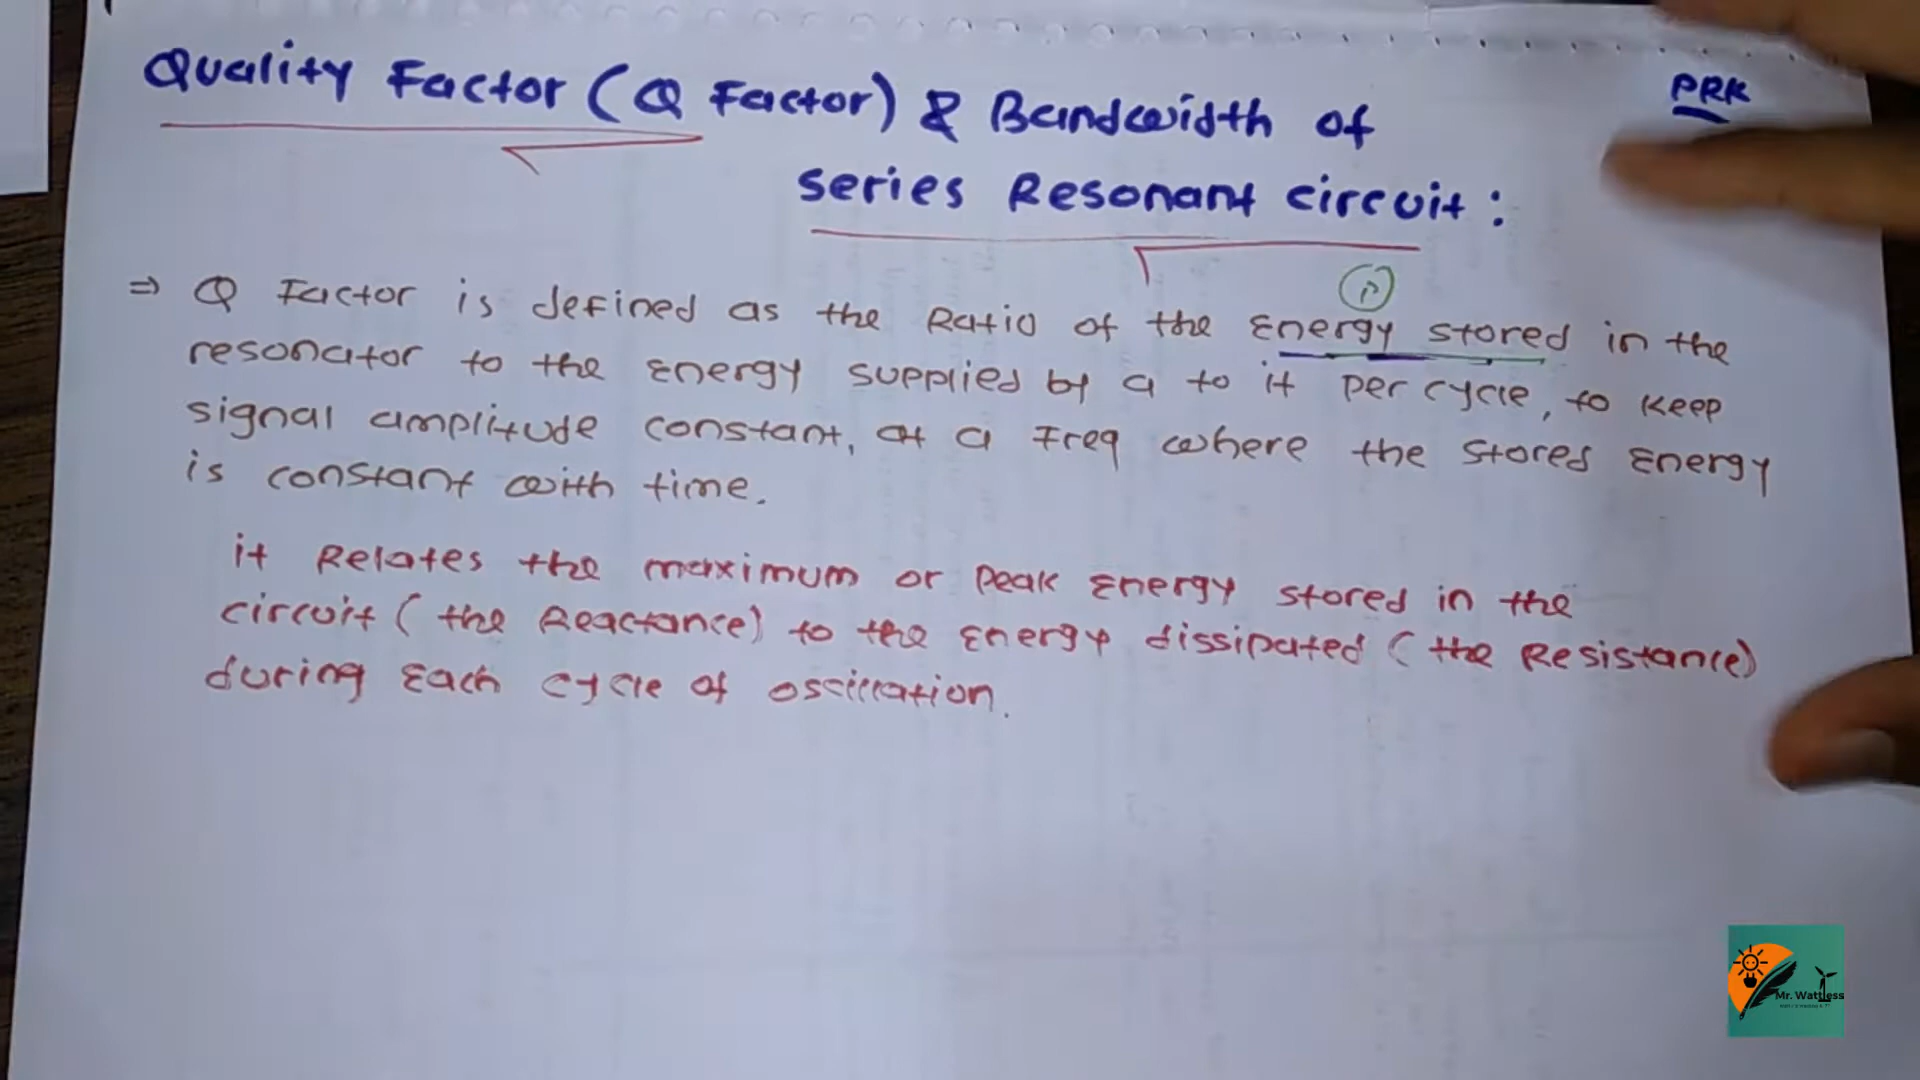 Quality Factor (Q Factor) & Bandwidth of
PRK
series Resonant circuit :
①
⇒ Q Factor is defined as the Ratio of the Energy stored in the
resonator to the Energy supplied by a to it per cycle, to keep
signal amplitude constant, at a Freq where the stored Energy
is constant with time.
it Relates the maximum or peak Energy stored in the
circuit ( the Reactance) to the Energy dissipated ( the Resistance)
during Each cycle of oscillation.
Mr. Wattless